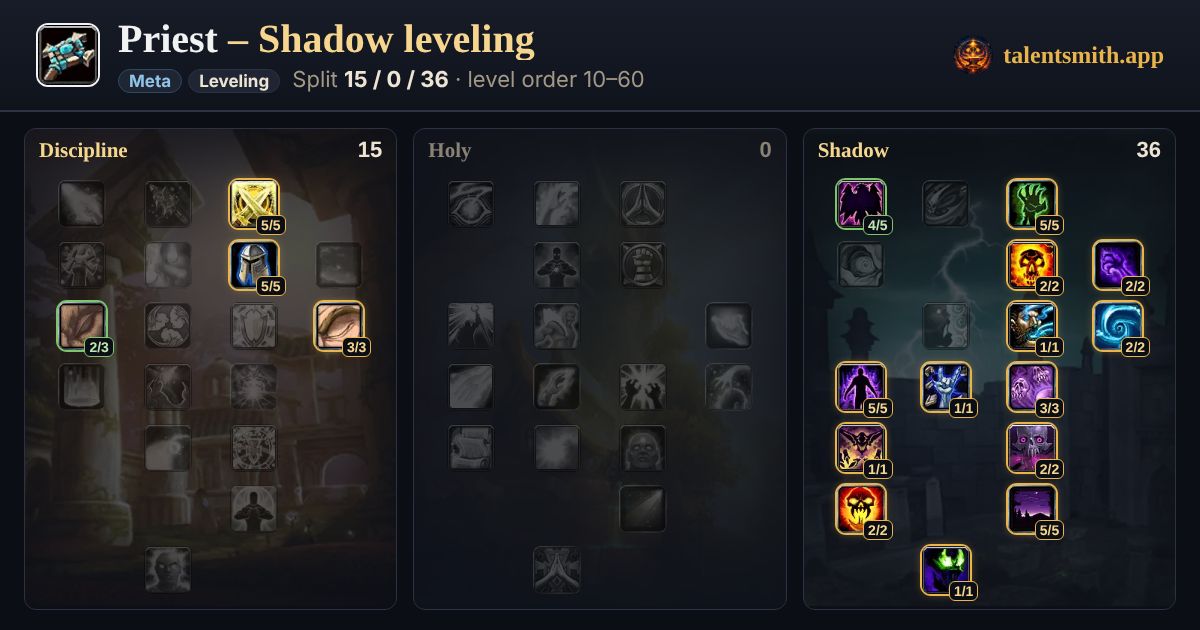 Priest – Shadow leveling
talentsmith.app
Meta Leveling Split 15 / 0 / 36 · level order 10–60
Discipline 15
5/5
5/5
2/3 3/3
Holy 0
Shadow 36
4/5 5/5
2/2 2/2
1/1 2/2
5/5 1/1 3/3
1/1 2/2
2/2 5/5
1/1